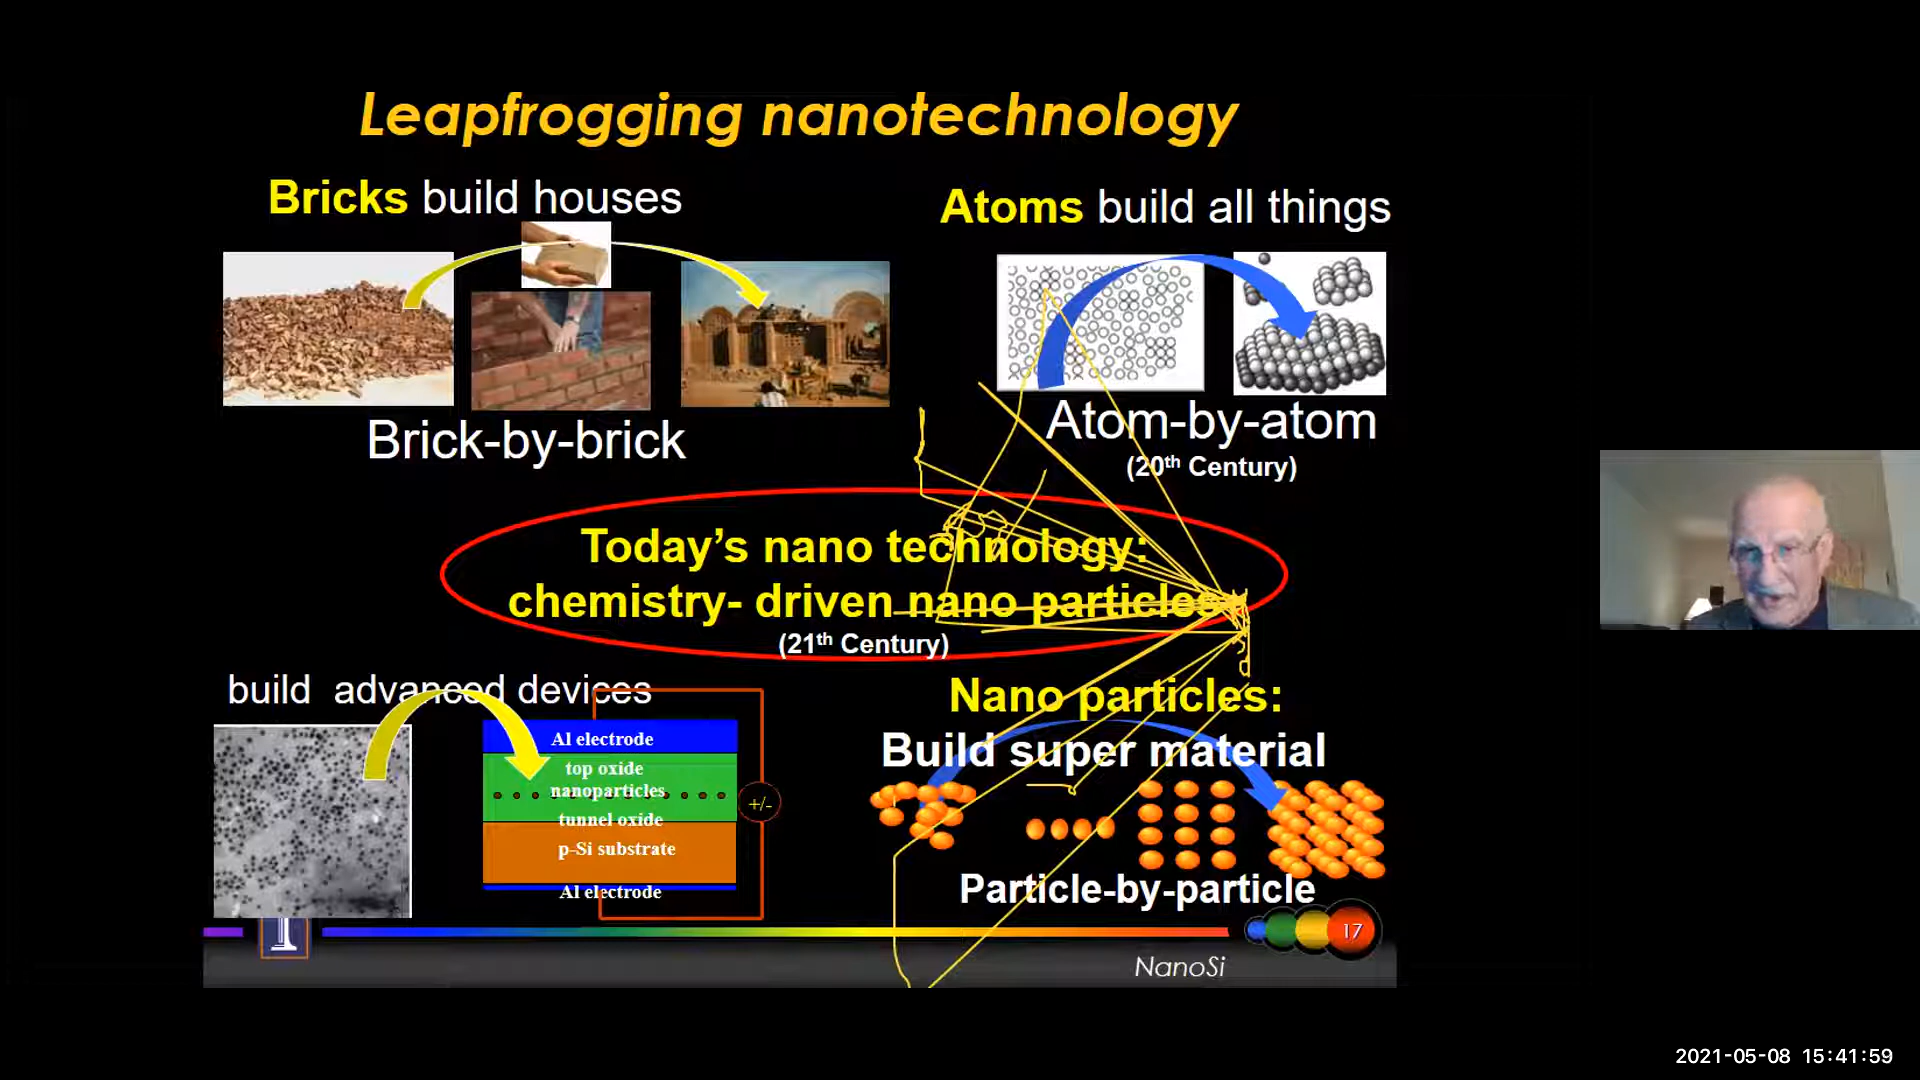 Leapfrogging nanotechnology
Bricks build houses
Atoms build all things
Brick-by-brick
Atom-by-atom
(20th Century)
Today's nano technology:
chemistry- driven nano particles
(21th Century)
build advanced devices
Al electrode
top oxide
nanoparticles
tunnel oxide
p-Si substrate
Al electrode
+/-
Nano particles:
Build super material
Particle-by-particle
I
17
NanoSi
2021-05-08 15:41:59